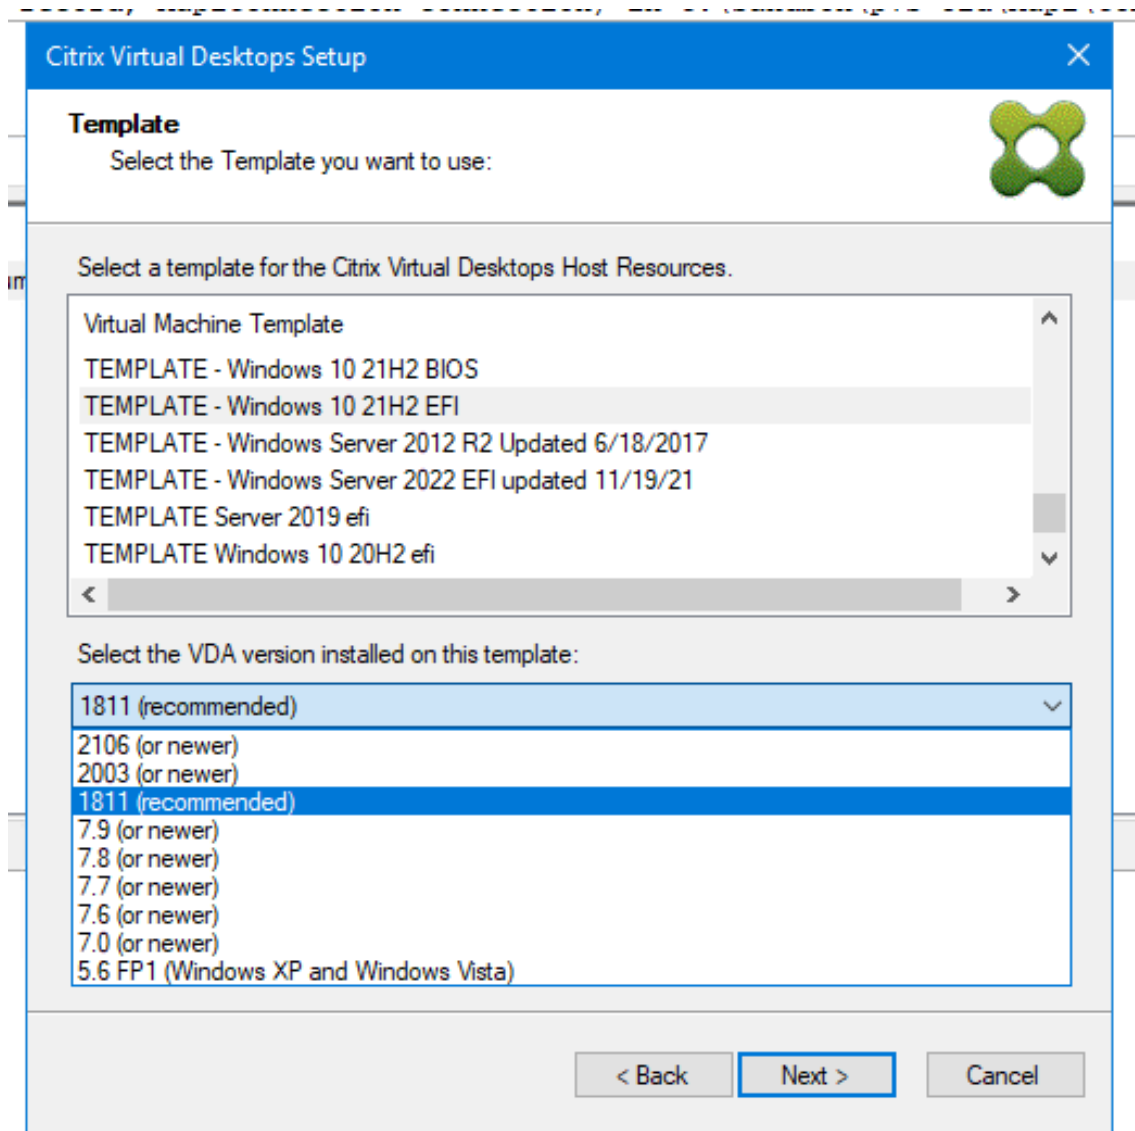 Citrix Virtual Desktops Setup
Template
Select the Template you want to use:
Select a template for the Citrix Virtual Desktops Host Resources.
Virtual Machine Template
TEMPLATE - Windows 10 21H2 BIOS
TEMPLATE - Windows 10 21H2 EFI
TEMPLATE - Windows Server 2012 R2 Updated 6/18/2017
TEMPLATE - Windows Server 2022 EFI updated 11/19/21
TEMPLATE Server 2019 efi
TEMPLATE Windows 10 20H2 efi
Select the VDA version installed on this template:
1811 (recommended)
2106 (or newer)
2003 (or newer)
1811 (recommended)
7.9 (or newer)
7.8 (or newer)
7.7 (or newer)
7.6 (or newer)
7.0 (or newer)
5.6 FP1 (Windows XP and Windows Vista)
< Back Next > Cancel